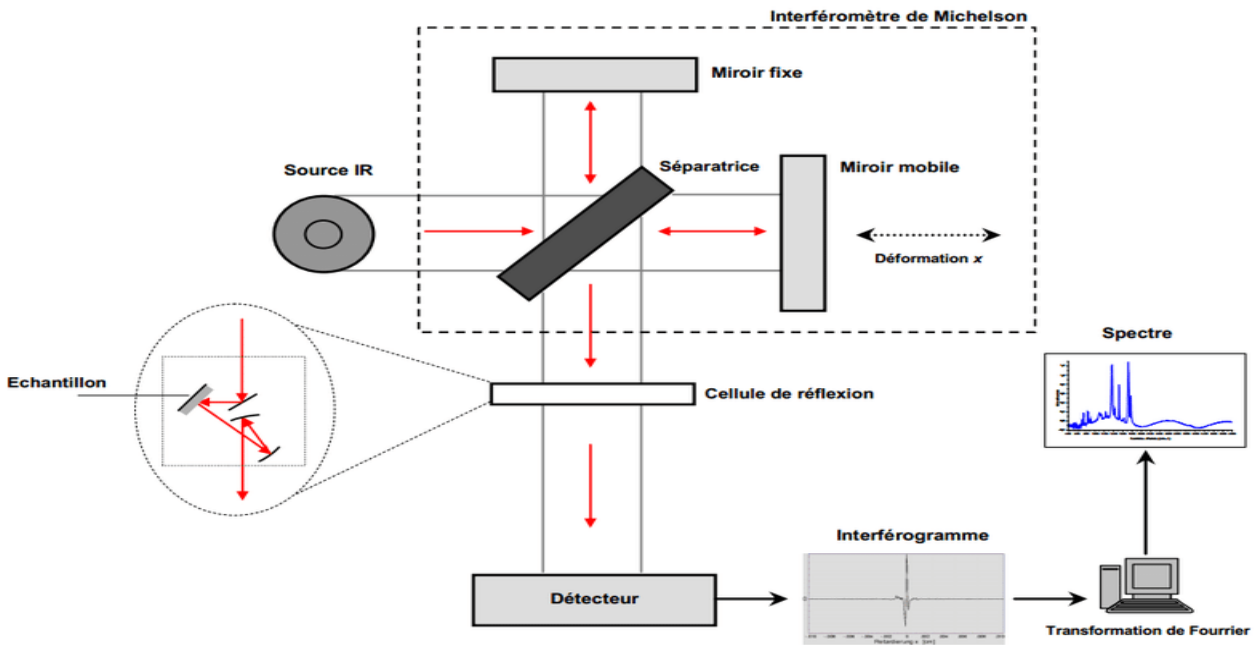 Interféromètre de Michelson
Miroir fixe
Source IR
Séparatrice
Miroir mobile
Déformation x
Spectre
Echantillon
Cellule de réflexion
Interférogramme
Détecteur
Transformation de Fourrier